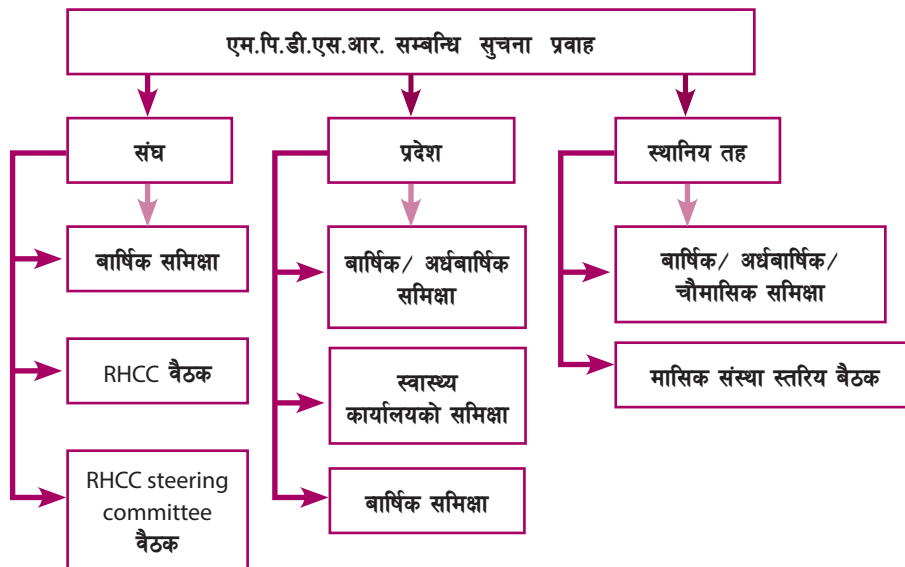 एम.पि.डी.एस.आर. सम्बन्धि सुचना प्रवाह
संघ
प्रदेश
स्थानिय तह
बार्षिक समिक्षा
RHCC वैठक
RHCC steering
committee
वैठक
बार्षिक/ अर्धबार्षिक
समिक्षा
स्वास्थ्य
कार्यालयको समिक्षा
बार्षिक समिक्षा
बार्षिक/ अर्धबार्षिक/
चौमासिक समिक्षा
मासिक संस्था स्तरिय बैठक